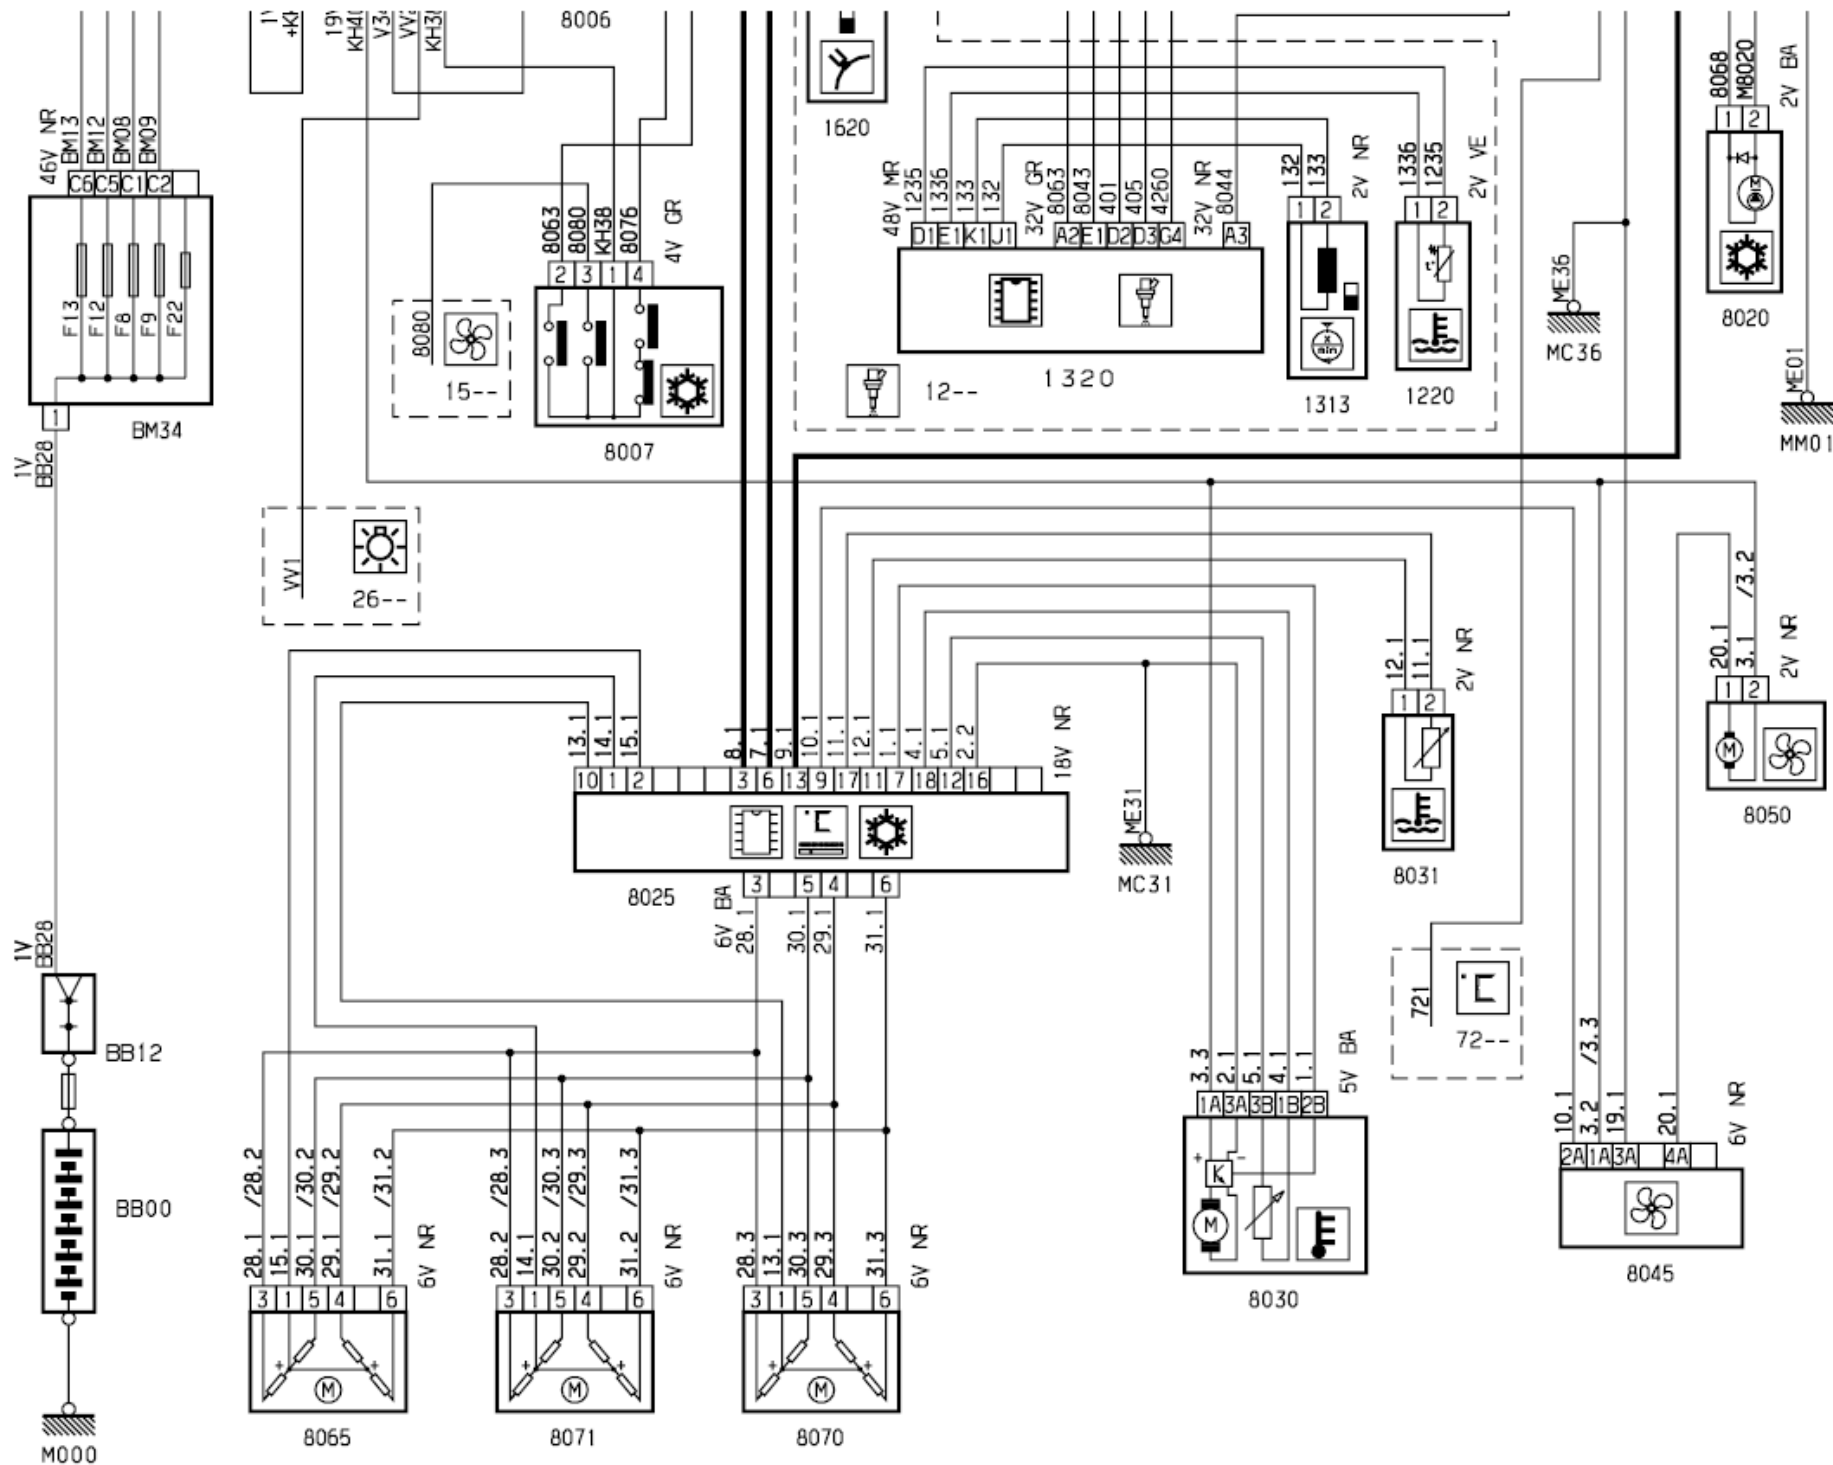 8006
46V NR
BM13
BM12
BM08
BM09
C6 C5 C1 C2
F13
F12
F8
F9
F22
1
BM34
1V
BB28
1V
BB28
BB12
BB00
M000
8063
8080
KH38
8076
4V GR
2 3 1 4
8007
8080
15--
VV1
26--
1620
48V MR
1235
1336
133
132
32V GR
8063
8043
401
405
4260
32V NR
8044
D1 E1 K1 J1 A2 E1 D2 D3 G4 A3
12--
1320
132
133
2V NR
1 2
x
min
1313
1336
1235
2V VE
1 2
t°
1220
ME36
MC36
8068
M8020
2V BA
1 2
M
8020
ME01
MM01
13.1
14.1
15.1
8.1
7.1
9.1
10.1
11.1
12.1
1.1
4.1
5.1
2.2
18V NR
10 1 2 3 6 13 9 17 11 7 18 12 16
°C
8025
3 5 4 6
6V BA
28.1
30.1
29.1
31.1
ME31
MC31
12.1
11.1
2V NR
1 2
8031
20.1
3.1
/3.2
2V NR
1 2
M
8050
721
°C
72--
28.1
/28.2
15.1
30.1
/30.2
29.1
/29.2
31.1
/31.2
6V NR
3 1 5 4 6
+ +
M
8065
28.2
/28.3
14.1
30.2
/30.3
29.2
/29.3
31.2
/31.3
6V NR
3 1 5 4 6
+ +
M
8071
28.3
13.1
30.3
29.3
31.3
6V NR
3 1 5 4 6
+ +
M
8070
3.3
2.1
5.1
4.1
1.1
5V BA
1A 3A 3B 1B 2B
+ -
K
M
8030
10.1
3.2
/3.3
19.1
20.1
6V NR
2A 1A 3A 4A
8045